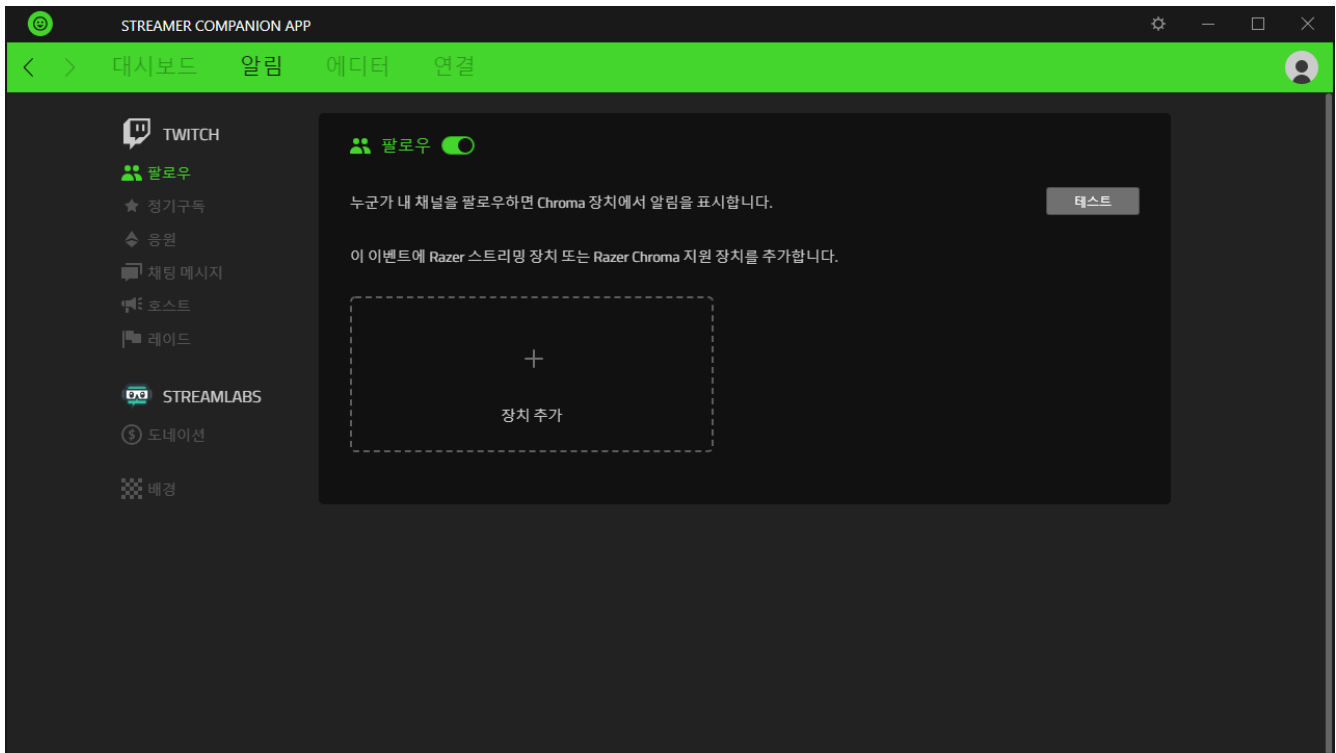 STREAMER COMPANION APP
대시보드 알림 에디터 연결
TWITCH
팔로우
정기구독
응원
채팅 메시지
호스트
레이드
STREAMLABS
도네이션
배경
팔로우
누군가 내 채널을 팔로우하면 Chroma 장치에서 알림을 표시합니다.
테스트
이 이벤트에 Razer 스트리밍 장치 또는 Razer Chroma 지원 장치를 추가합니다.
장치 추가